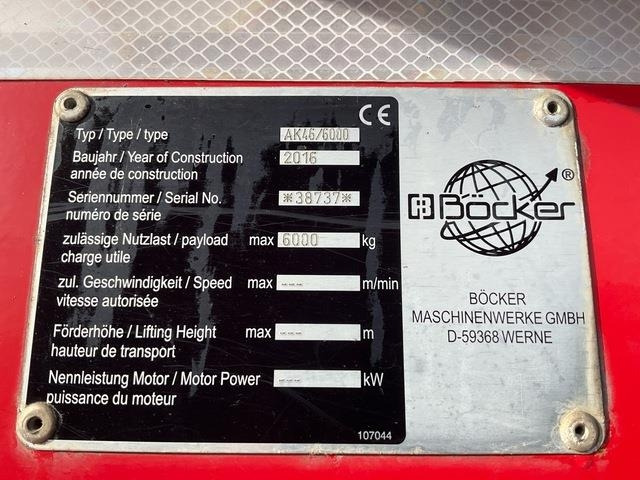 CE
Typ / Type / type AK46/6000
Baujahr / Year of Construction 2016
année de construction
Seriennummer / Serial No. *38737*
numéro de série
zulässige Nutzlast / payload max 6000 kg
charge utile
zul. Geschwindigkeit / Speed max --- m/min
vitesse autorisée
Förderhöhe / Lifting Height max --- m
hauteur de transport
Nennleistung Motor / Motor Power --- kW
puissance du moteur
107044
Böcker ®
BÖCKER
MASCHINENWERKE GMBH
D-59368 WERNE